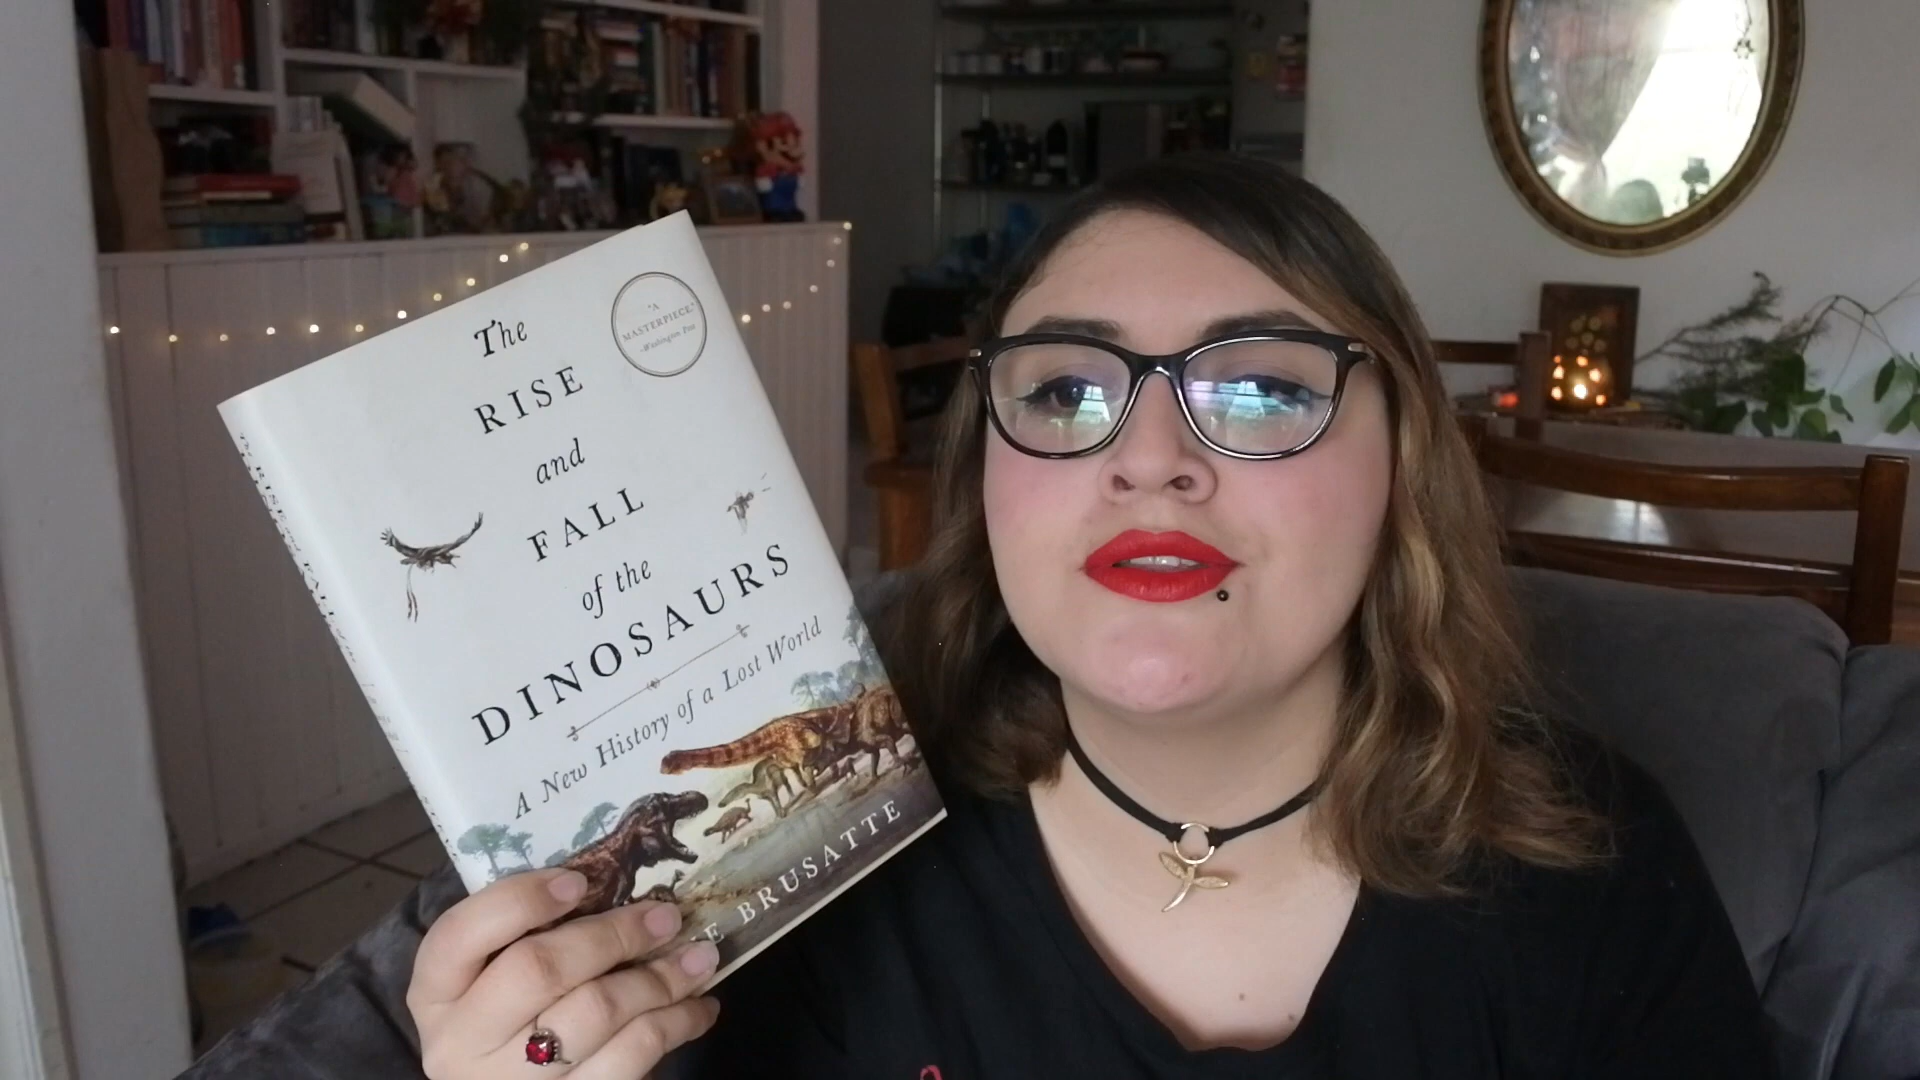 The
RISE
and
FALL
of the
DINOSAURS
A New History of a Lost World
BRUSATTE
"A
MASTERPIECE"
-Washington Post